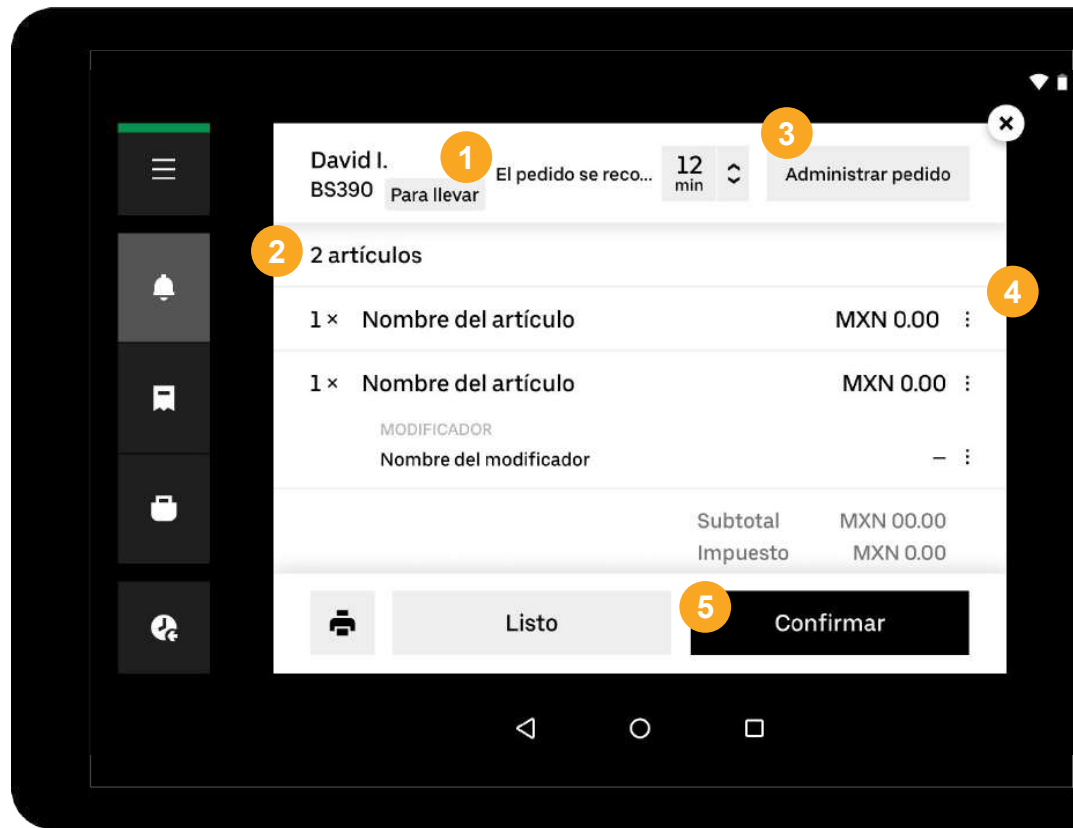 David I.
BS390 Para llevar
1
El pedido se reco...
12
min
3
Administrar pedido
2
2 artículos
4
1 × Nombre del artículo MXN 0.00
1 × Nombre del artículo MXN 0.00
MODIFICADOR
Nombre del modificador –
Subtotal MXN 00.00
Impuesto MXN 0.00
Listo
5
Confirmar